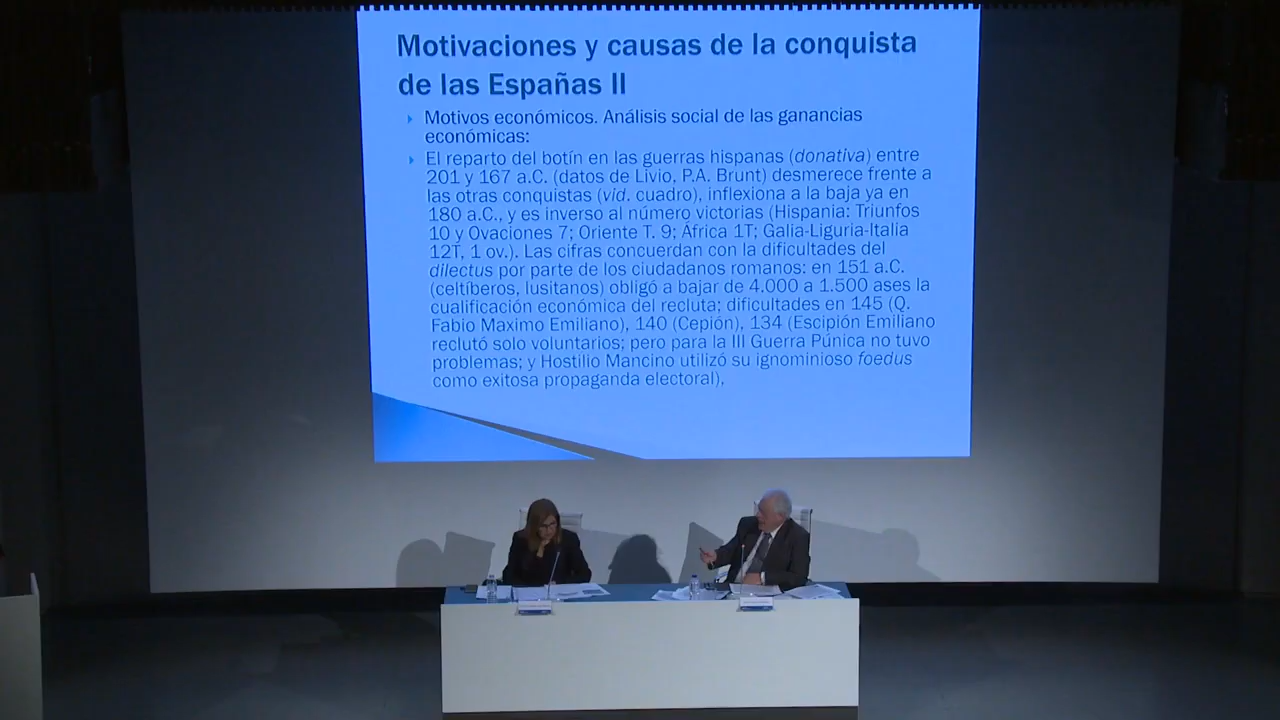 Motivaciones y causas de la conquista
de las Españas II
Motivos económicos. Análisis social de las ganancias
económicas:
El reparto del botín en las guerras hispanas (donativa) entre
201 y 167 a.C. (datos de Livio, P.A. Brunt) desmerece frente a
las otras conquistas (vid. cuadro), inflexiona a la baja ya en
180 a.C., y es inverso al número victorias (Hispania: Triunfos
10 y Ovaciones 7; Oriente T. 9; África 1T; Galia-Liguria-Italia
12T, 1 ov.). Las cifras concuerdan con la dificultades del
dilectus por parte de los ciudadanos romanos: en 151 a.C.
(celtíberos, lusitanos) obligó a bajar de 4.000 a 1.500 ases la
cualificación económica del recluta; dificultades en 145 (Q.
Fabio Maximo Emiliano), 140 (Cepión), 134 (Escipión Emiliano
reclutó solo voluntarios; pero para la III Guerra Púnica no tuvo
problemas; y Hostilio Mancino utilizó su ignominioso foedus
como exitosa propaganda electoral),